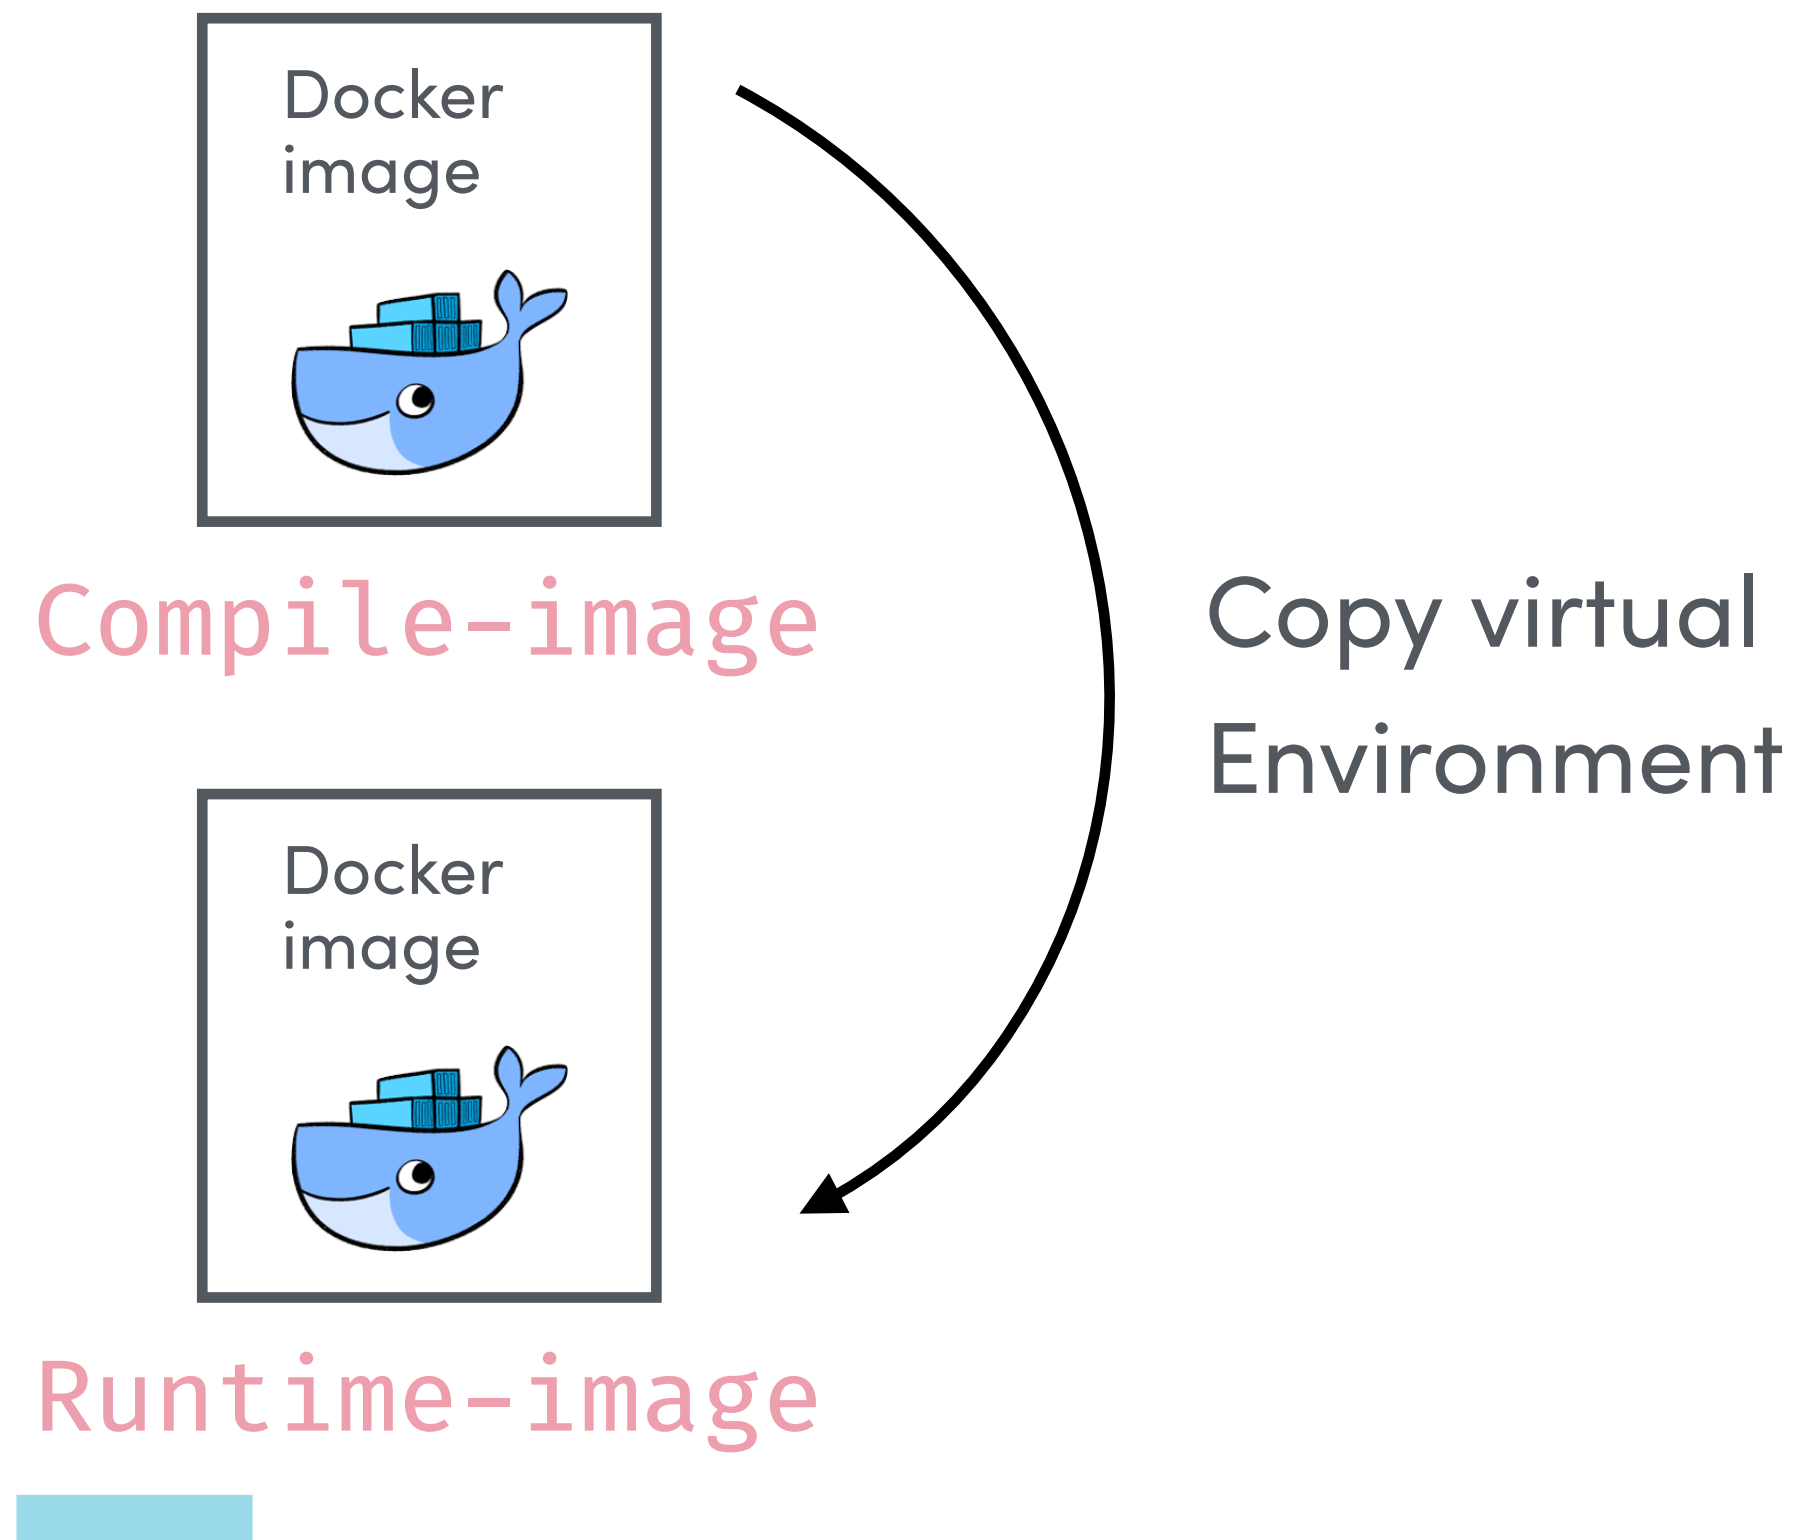 Docker
image
Compile-image
Copy virtual
Environment
Docker
image
Runtime-image